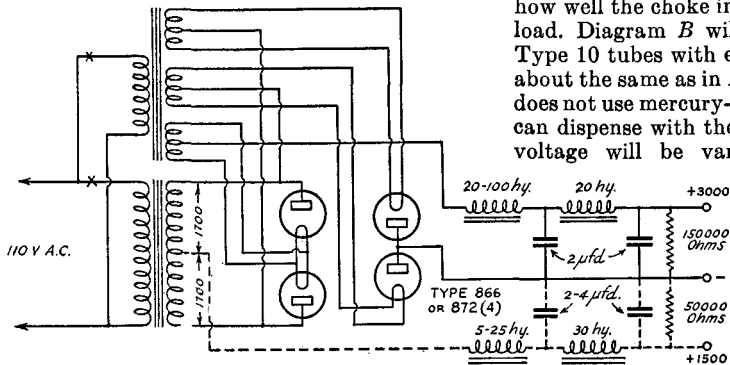 how well the choke in
load. Diagram B wil
Type 10 tubes with e
about the same as in
does not use mercury-
can dispense with the
voltage will be var
20-100 hy.
20 hy.
+3000
1700
2 μfd.
150000
Ohms
110 V A.C.
-
1700
TYPE 866
OR 872 (4)
2-4 μfd.
50000
Ohms
5-25 hy.
30 hy.
+1500